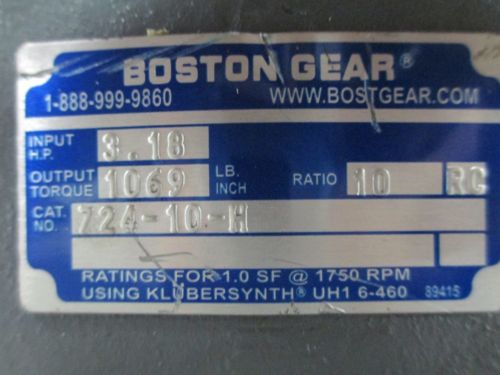 BOSTON GEAR®
1-888-999-9860 WWW.BOSTGEAR.COM
INPUT H.P. 3.18
OUTPUT TORQUE 1069 LB. INCH RATIO 10 RC
CAT. NO. 724-10-H
RATINGS FOR 1.0 SF @ 1750 RPM
USING KLÜBERSYNTH® UH1 6-460 89415